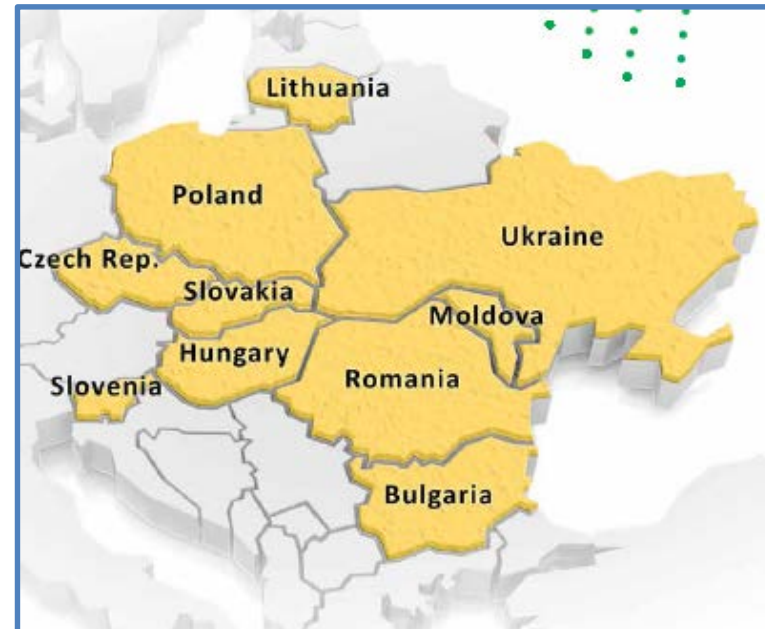 Lithuania
Poland
Ukraine
Czech Rep.
Slovakia
Moldova
Hungary
Romania
Slovenia
Bulgaria